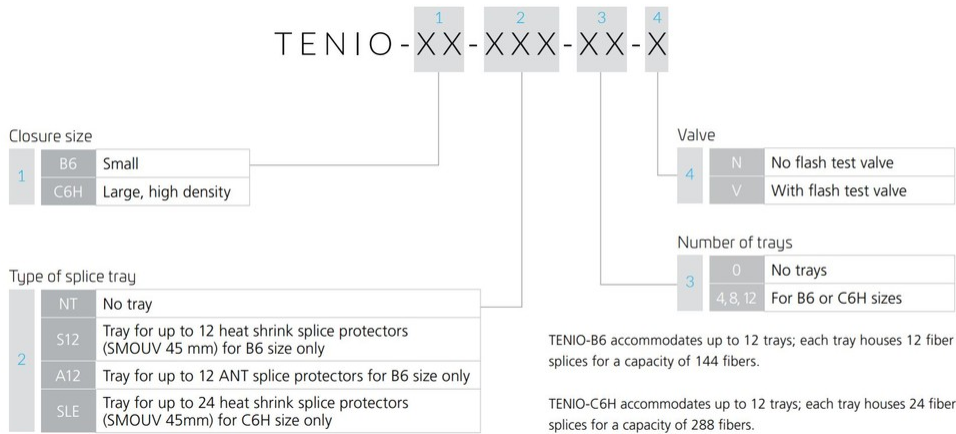 1 2 3 4
TENIO-XX-XXX-XX-X
Closure size
1
B6 Small
C6H Large, high density
Type of splice tray
2
NT No tray
S12 Tray for up to 12 heat shrink splice protectors
(SMOUV 45 mm) for B6 size only
A12 Tray for up to 12 ANT splice protectors for B6 size only
SLE Tray for up to 24 heat shrink splice protectors
(SMOUV 45mm) for C6H size only
Valve
4
N No flash test valve
V With flash test valve
Number of trays
3
0 No trays
4, 8, 12 For B6 or C6H sizes
TENIO-B6 accommodates up to 12 trays; each tray houses 12 fiber
splices for a capacity of 144 fibers.
TENIO-C6H accommodates up to 12 trays; each tray houses 24 fiber
splices for a capacity of 288 fibers.